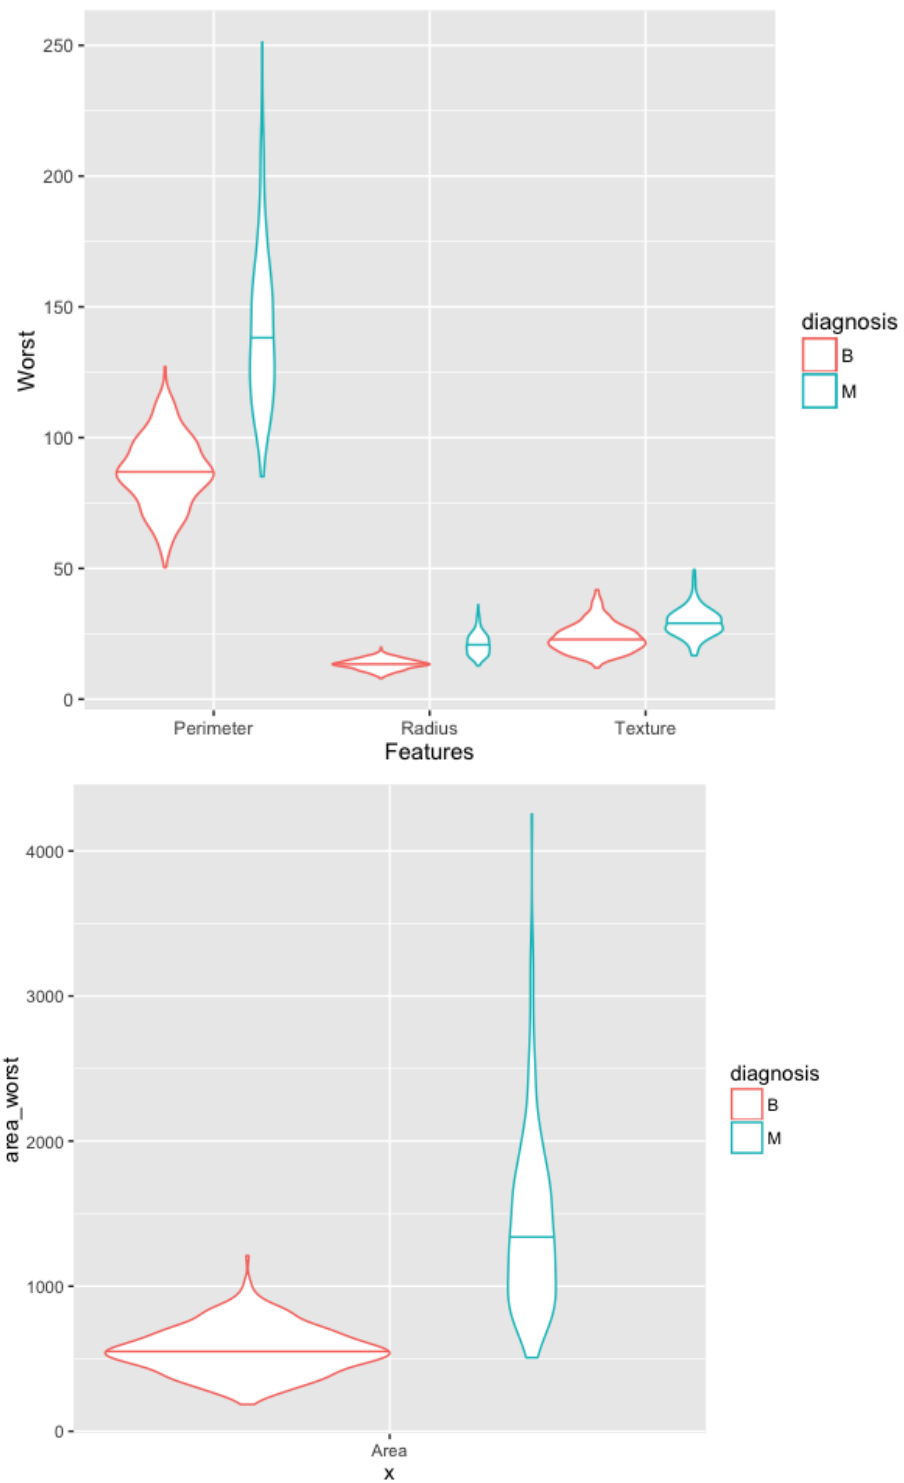 250
200
150
100
50
0
Worst
Perimeter
Radius
Texture
Features
diagnosis
B
M
4000
3000
2000
1000
0
area_worst
Area
x
diagnosis
B
M